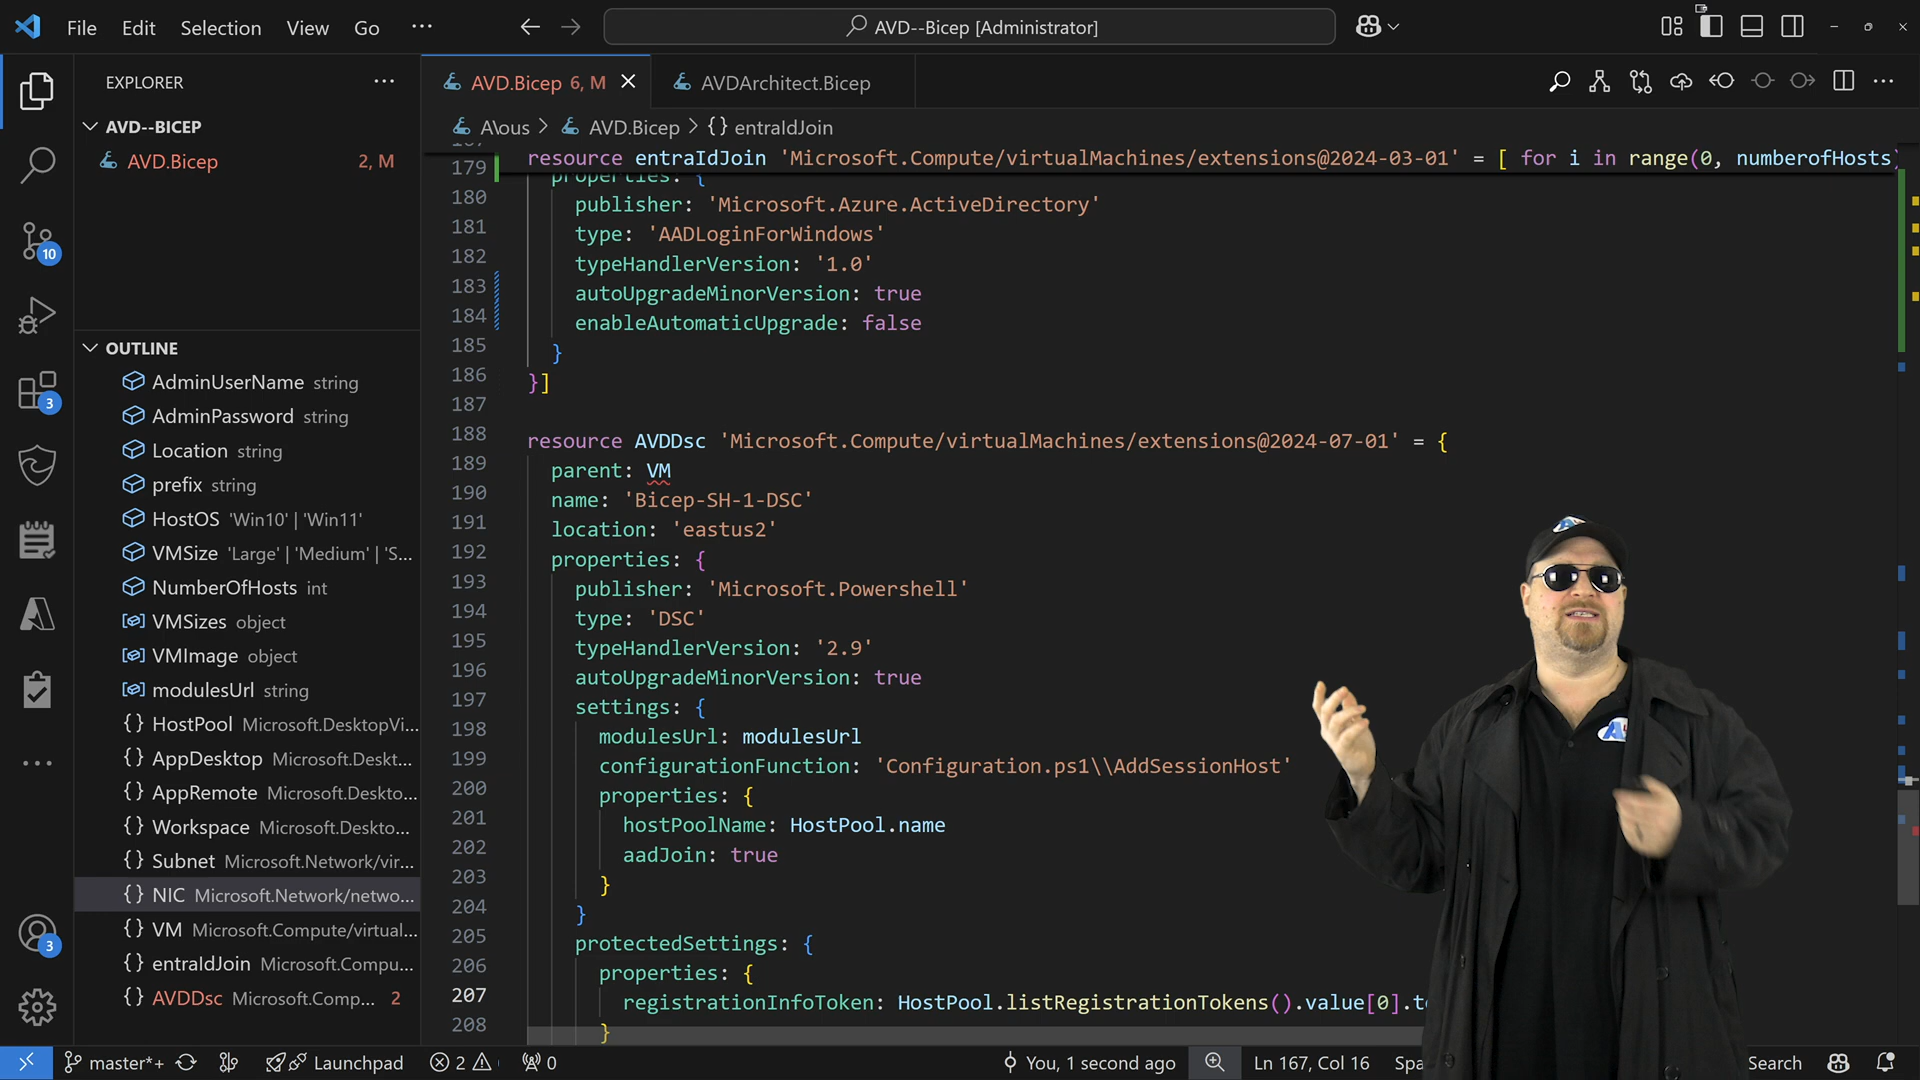 File Edit Selection View Go ···
AVD--Bicep [Administrator]
EXPLORER
AVD.Bicep 6, M
AVDArchitect.Bicep
AVD--BICEP
A\ous > AVD.Bicep > {} entraIdJoin
AVD.Bicep 2, M
10
3
3
OUTLINE
AdminUserName string
AdminPassword string
Location string
prefix string
HostOS 'Win10' | 'Win11'
VMSize 'Large' | 'Medium' | 'S...
NumberOfHosts int
VMSizes object
VMImage object
modulesUrl string
{} HostPool Microsoft.DesktopVi...
{} AppDesktop Microsoft.Deskt...
{} AppRemote Microsoft.Deskto...
{} Workspace Microsoft.Deskto...
{} Subnet Microsoft.Network/vir...
{} NIC Microsoft.Network/netwo...
{} VM Microsoft.Compute/virtual...
{} entraIdJoin Microsoft.Compu...
{} AVDDsc Microsoft.Comp... 2
resource entraIdJoin 'Microsoft.Compute/virtualMachines/extensions@2024-03-01' = [ for i in range(0, numberofHosts)
179 properties: {
180 publisher: 'Microsoft.Azure.ActiveDirectory'
181 type: 'AADLoginForWindows'
182 typeHandlerVersion: '1.0'
183 autoUpgradeMinorVersion: true
184 enableAutomaticUpgrade: false
185 }
186 }]
187
188 resource AVDDsc 'Microsoft.Compute/virtualMachines/extensions@2024-07-01' = {
189 parent: VM
190 name: 'Bicep-SH-1-DSC'
191 location: 'eastus2'
192 properties: {
193 publisher: 'Microsoft.Powershell'
194 type: 'DSC'
195 typeHandlerVersion: '2.9'
196 autoUpgradeMinorVersion: true
197 settings: {
198 modulesUrl: modulesUrl
199 configurationFunction: 'Configuration.ps1\\AddSessionHost'
200 properties: {
201 hostPoolName: HostPool.name
202 aadJoin: true
203 }
204 }
205 protectedSettings: {
206 properties: {
207 registrationInfoToken: HostPool.listRegistrationTokens().value[0].to
208 }
master*+ Launchpad 2 0 You, 1 second ago Ln 167, Col 16 Spa Search